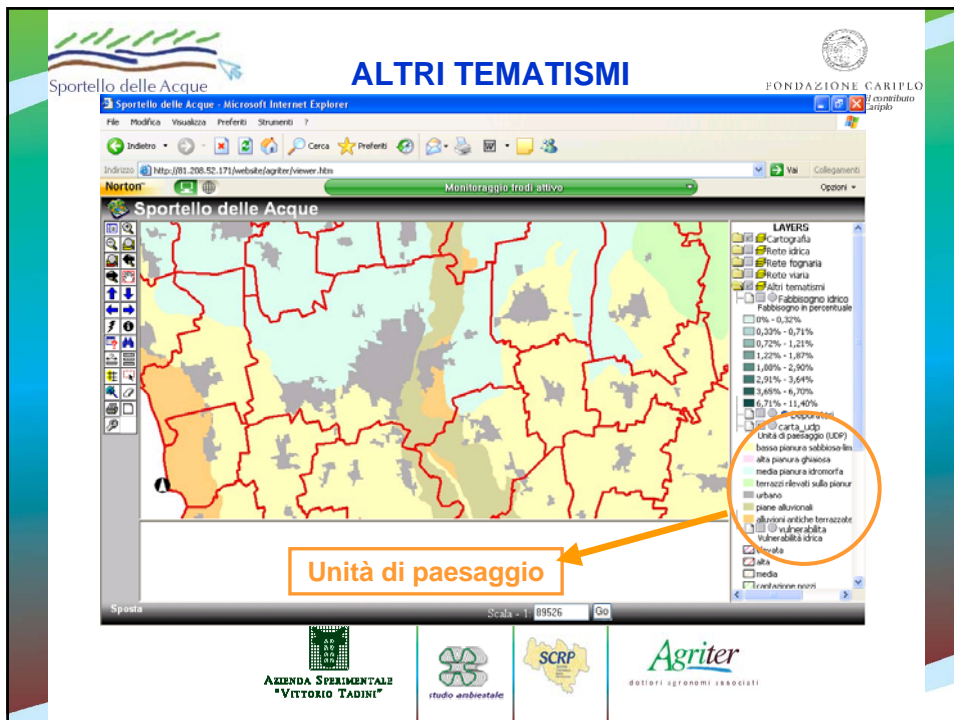 Sportello delle Acque
ALTRI TEMATISMI
FONDAZIONE CARIPLO
il contributo
Cariplo
Sportello delle Acque - Microsoft Internet Explorer
File Modifica Visualizza Preferiti Strumenti ?
Indietro Cerca Preferiti
Indirizzo http://81.208.52.171/website/agriter/viewer.htm Vai Collegamenti
Norton Monitoraggio frodi attivo Opzioni
Sportello delle Acque
LAYERS
Cartografia
Rete idrica
Rete fognaria
Rete viaria
Altri tematismi
Fabbisogno idrico
Fabbisogno in percentuale
0% - 0,32%
0,33% - 0,71%
0,72% - 1,21%
1,22% - 1,87%
1,88% - 2,90%
2,91% - 3,64%
3,65% - 6,70%
6,71% - 11,40%
Depuratori
carta_udp
Unità di paesaggio (UDP)
bassa pianura sabbiosa-lim
alta pianura ghiaiosa
media pianura idromorfa
terrazzi rilevati sulla pianur
urbano
piane alluvionali
alluvioni antiche terrazzate
vulnerabilita
Vulnerabilità idrica
elevata
alta
media
captazione pozzi
Unità di paesaggio
Sposta Scala - 1: 89526 Go
AZIENDA SPERIMENTALE
"VITTORIO TADINI"
studio ambientale
SCRP
Agriter
dottori agronomi associati